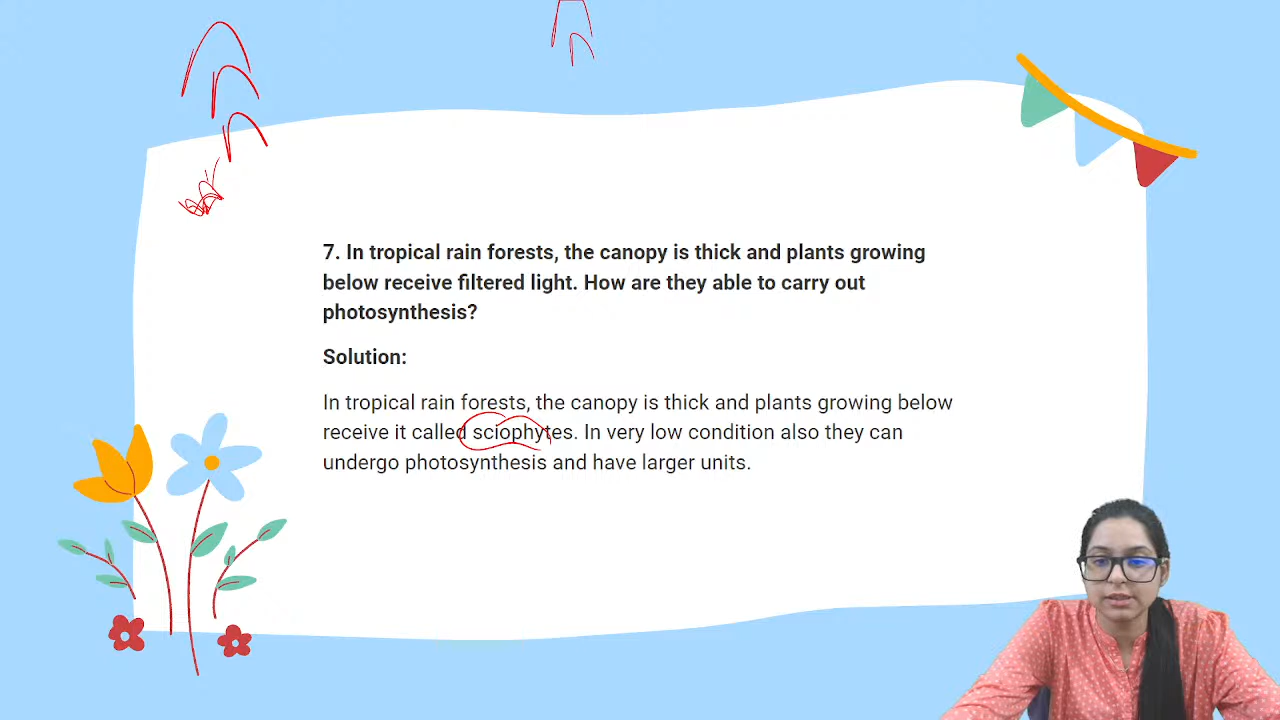 7. In tropical rain forests, the canopy is thick and plants growing
below receive filtered light. How are they able to carry out
photosynthesis?
Solution:
In tropical rain forests, the canopy is thick and plants growing below
receive it called sciophytes. In very low condition also they can
undergo photosynthesis and have larger units.